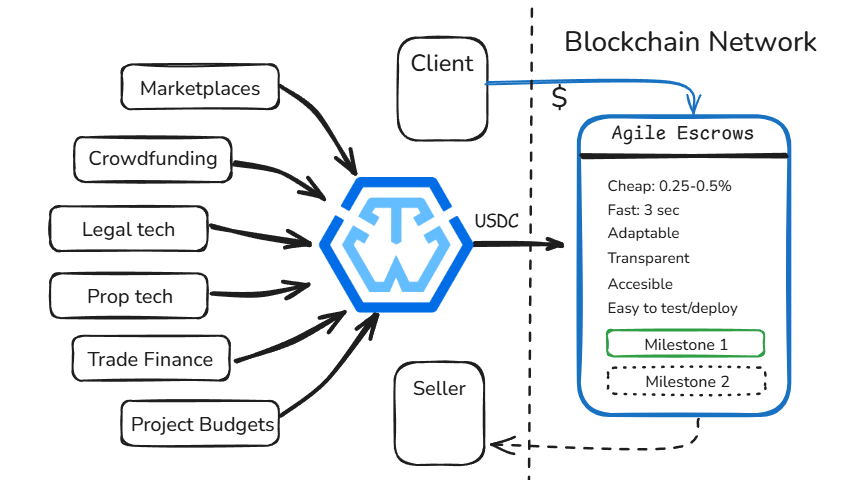 Blockchain Network
Client
$
Marketplaces
Crowdfunding
Legal tech
Prop tech
Trade Finance
Project Budgets
TW
USDC
Agile Escrows
Cheap: 0.25-0.5%
Fast: 3 sec
Adaptable
Transparent
Accesible
Easy to test/deploy
Milestone 1
Milestone 2
Seller